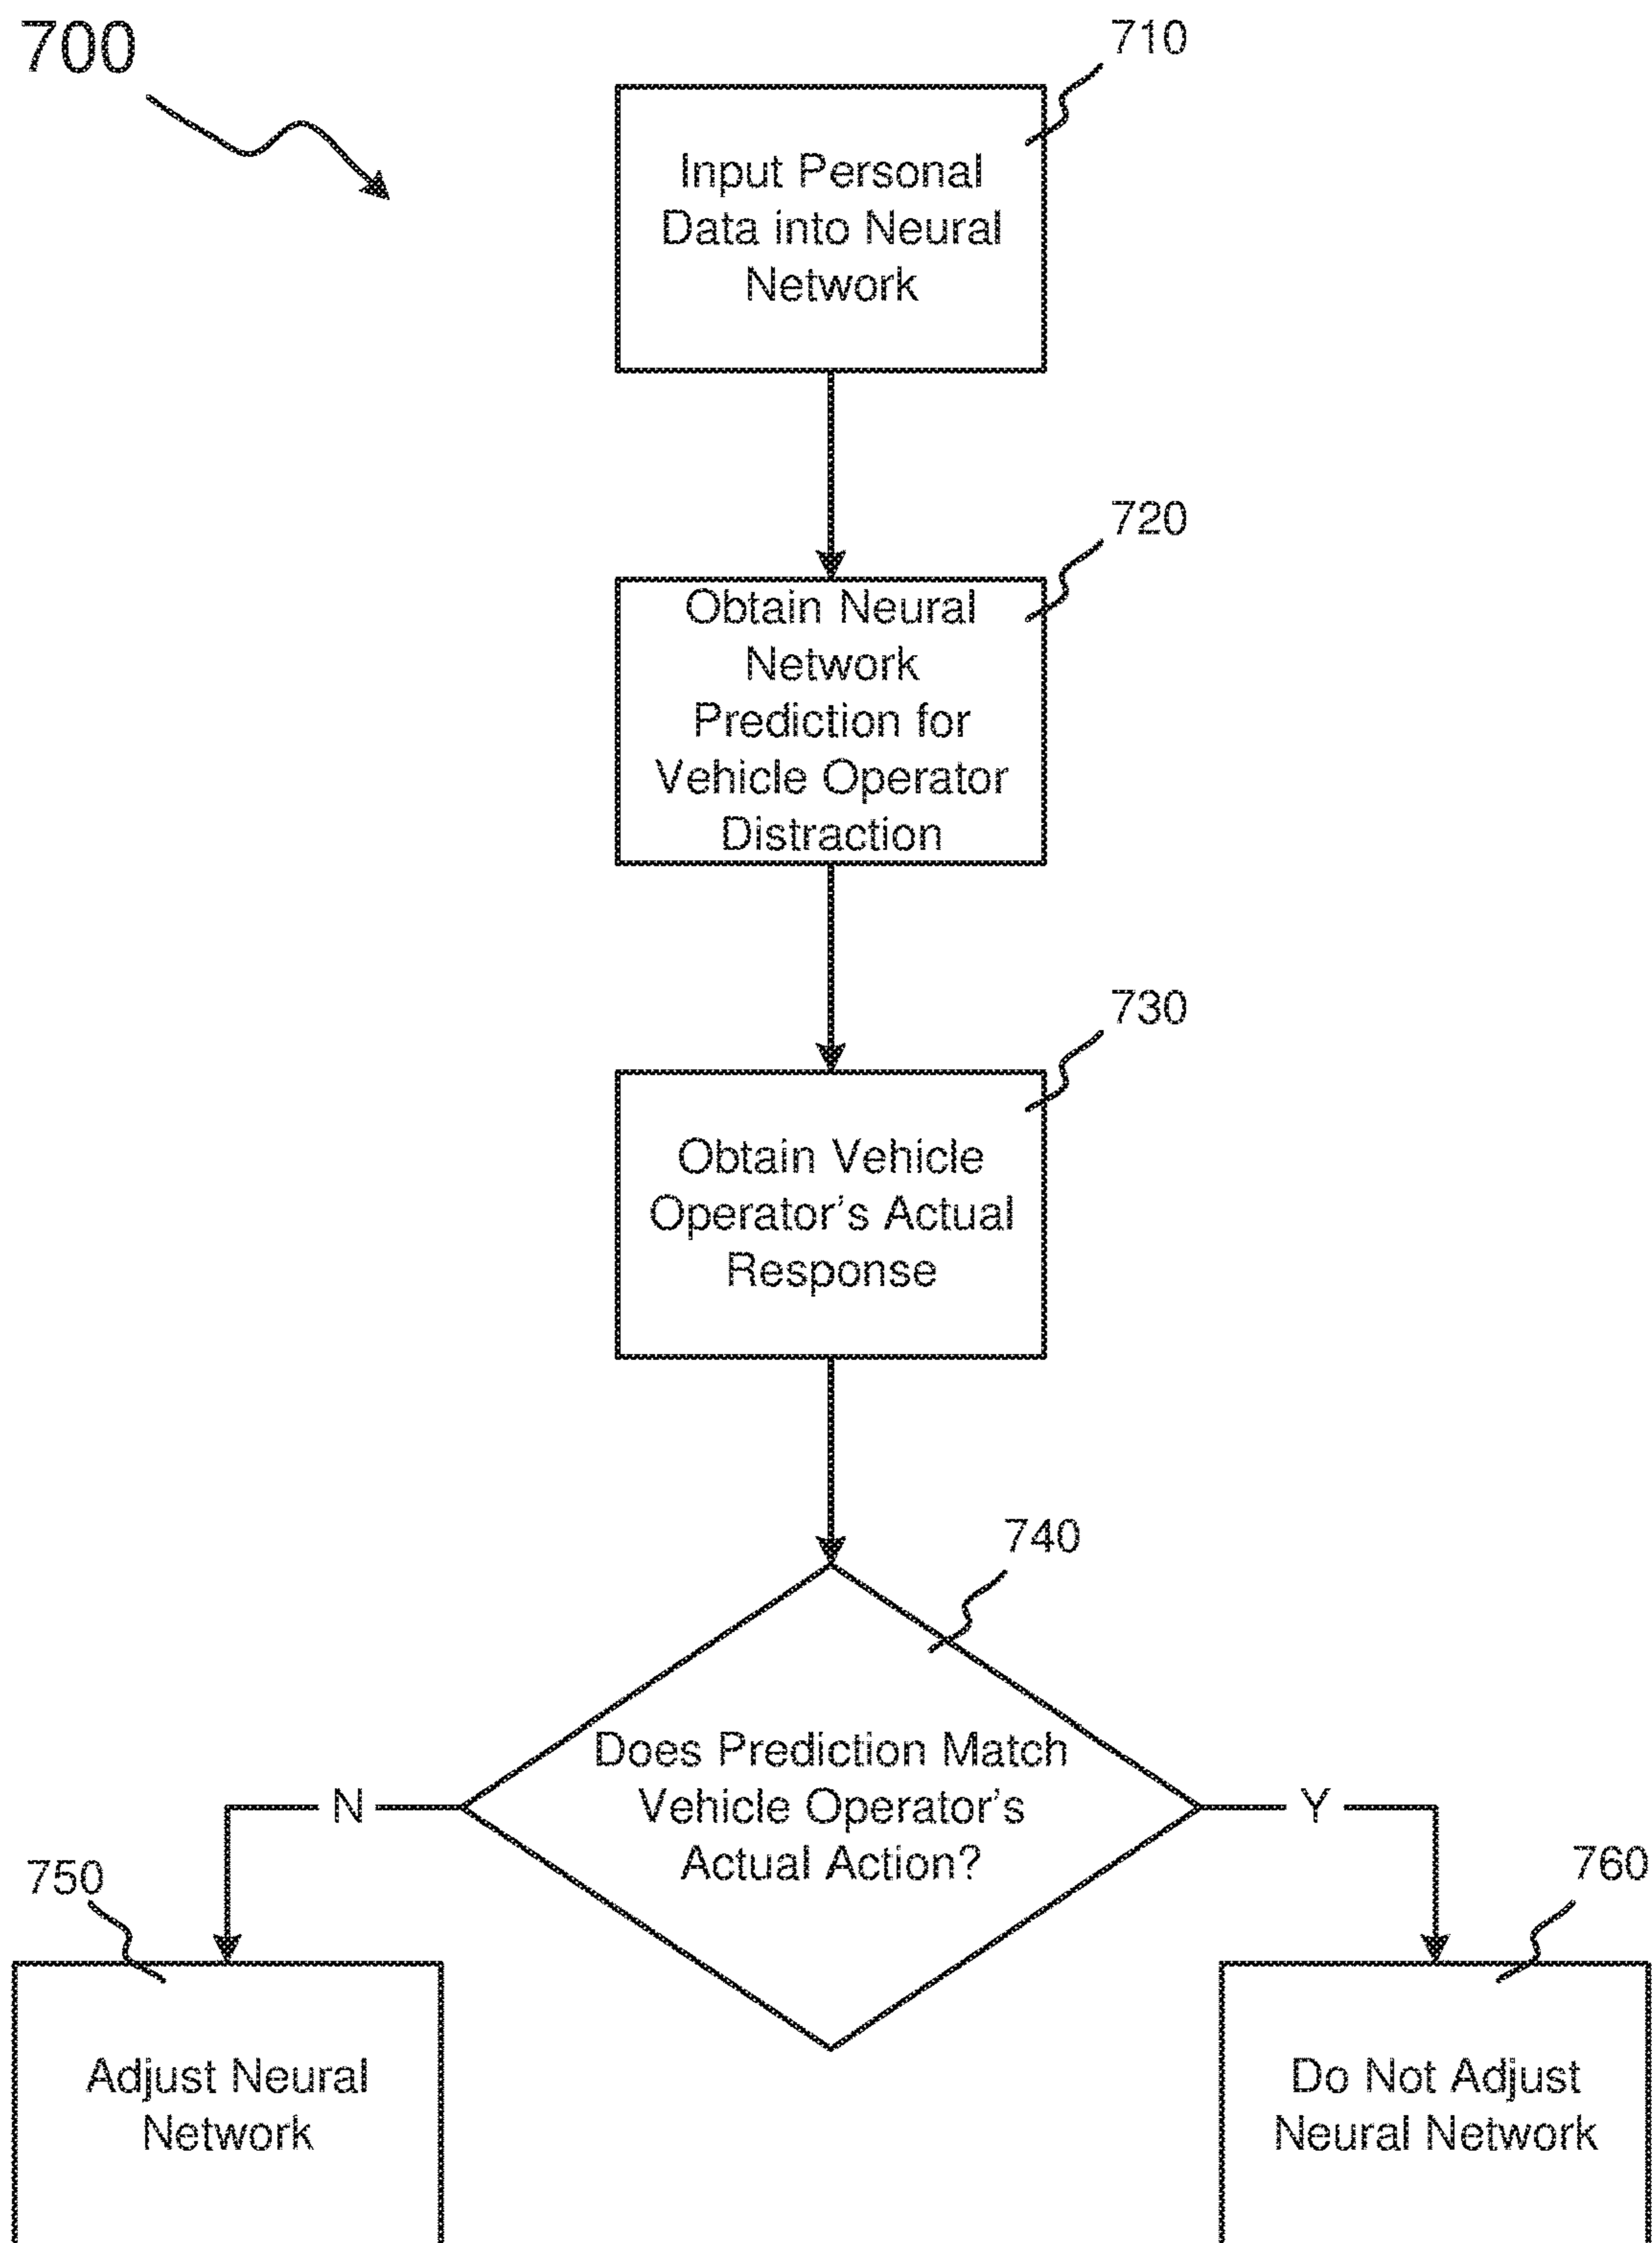 700
710
Input Personal
Data into Neural
Network
720
Obtain Neural
Network
Prediction for
Vehicle Operator
Distraction
730
Obtain Vehicle
Operator's Actual
Response
740
Does Prediction Match
Vehicle Operator's
Actual Action?
N
Y
750
760
Adjust Neural
Network
Do Not Adjust
Neural Network